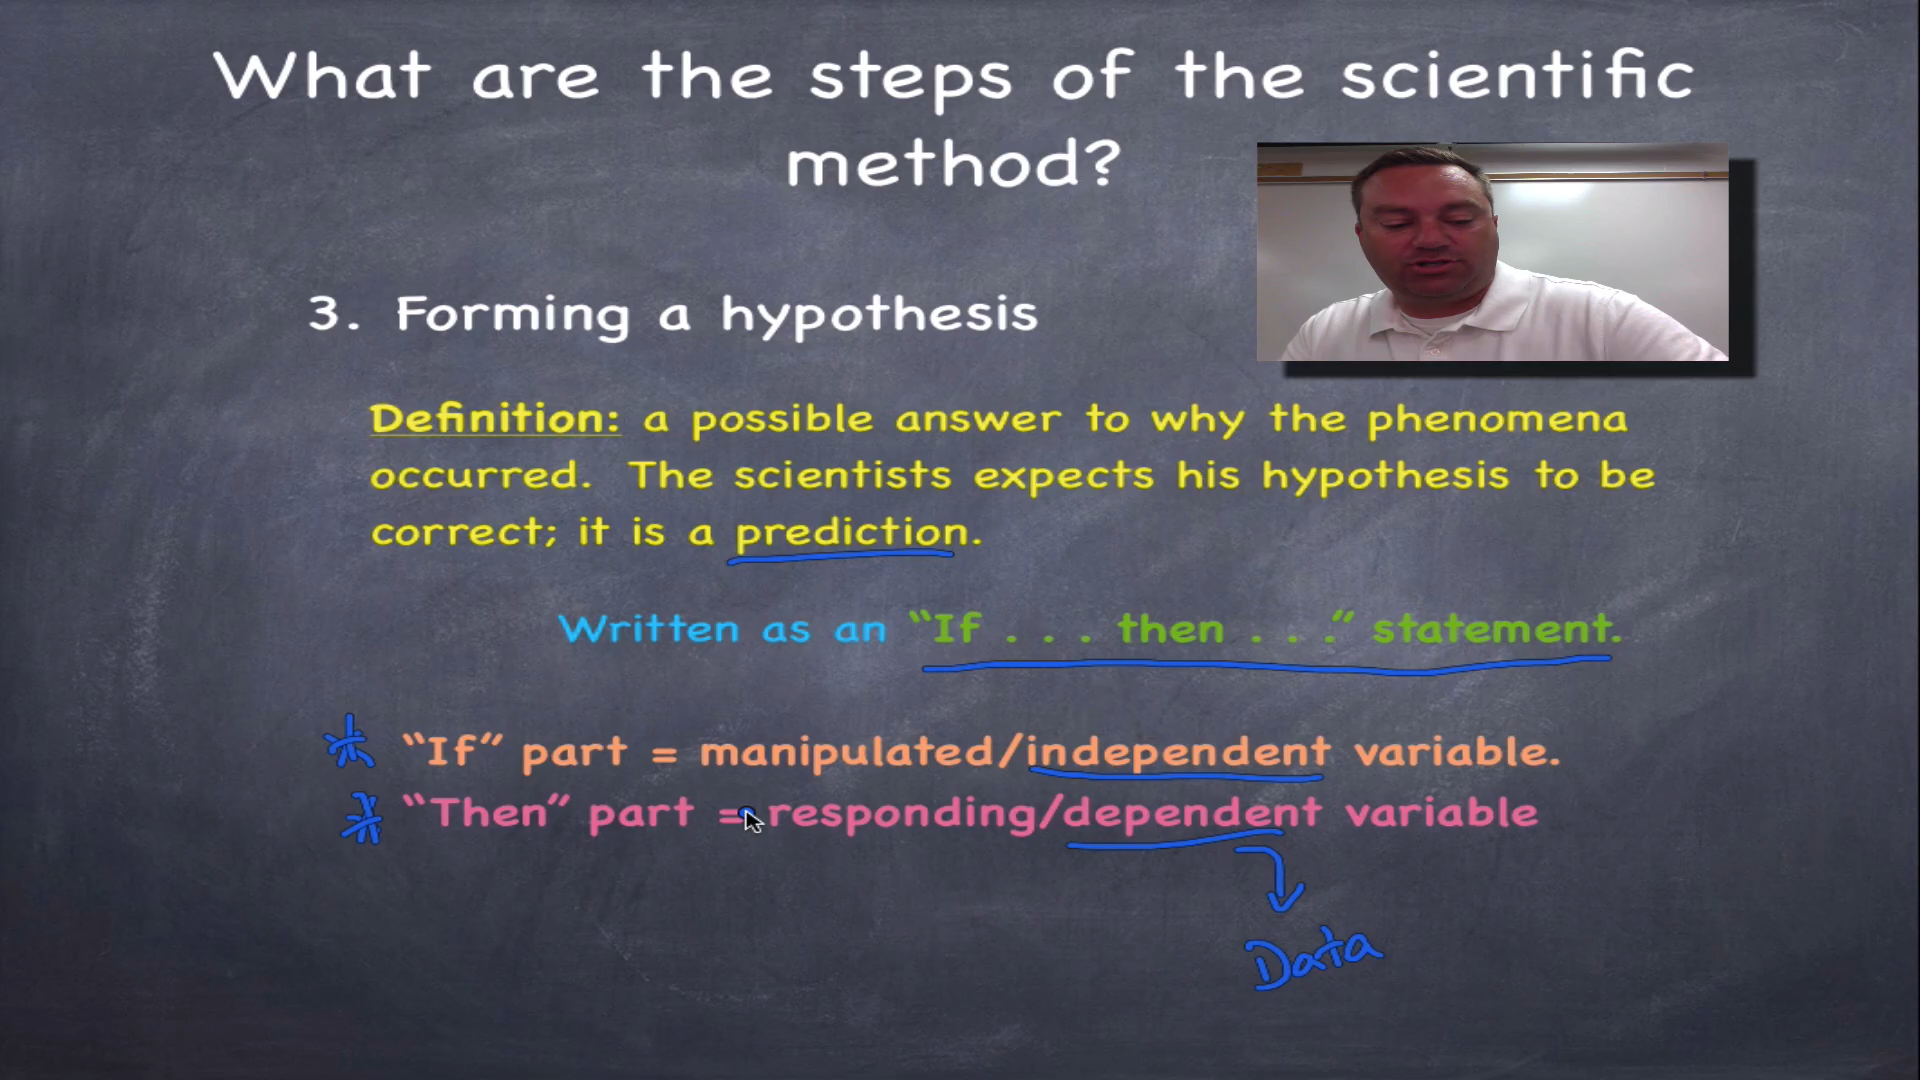 What are the steps of the scientific
method?
3. Forming a hypothesis
Definition: a possible answer to why the phenomena
occurred. The scientists expects his hypothesis to be
correct; it is a prediction.
Written as an “If . . . then . . .” statement.
“If” part = manipulated/independent variable.
“Then” part = responding/dependent variable
Data